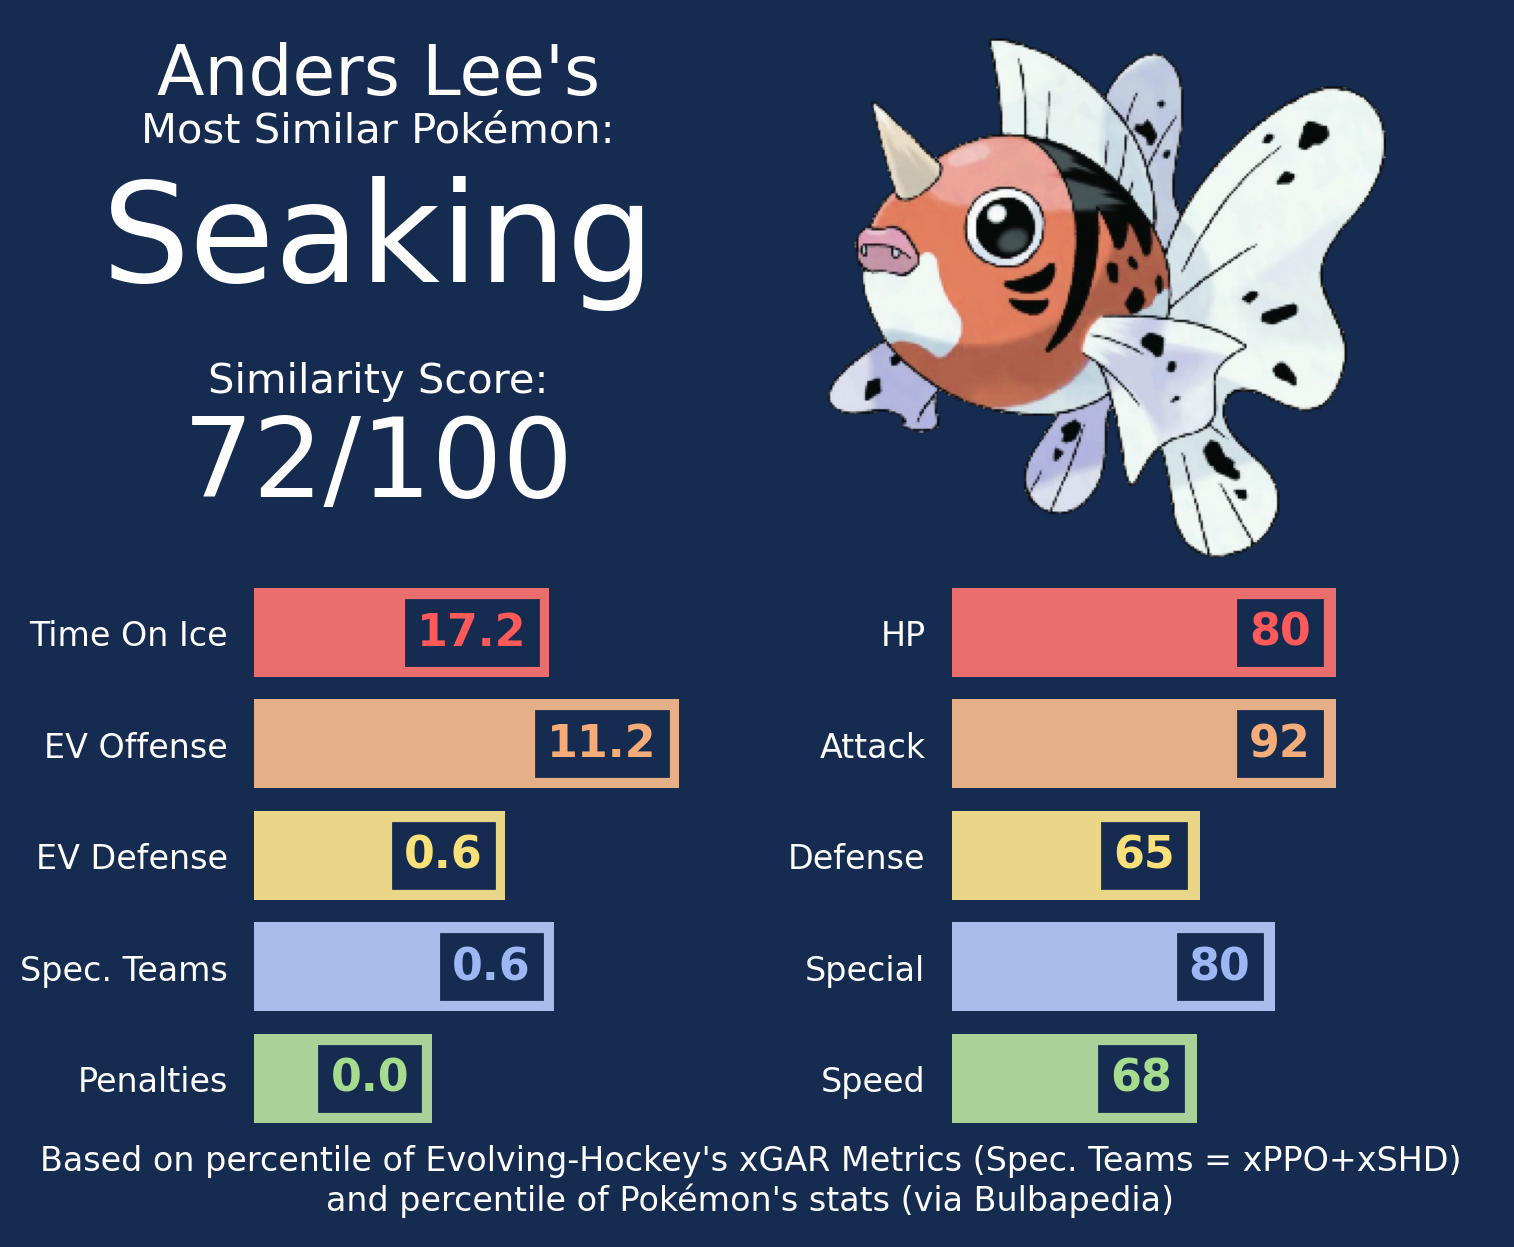 Anders Lee's
Most Similar Pokémon:
Seaking
Similarity Score:
72/100
Time On Ice 17.2
EV Offense 11.2
EV Defense 0.6
Spec. Teams 0.6
Penalties 0.0
HP 80
Attack 92
Defense 65
Special 80
Speed 68
Based on percentile of Evolving-Hockey's xGAR Metrics (Spec. Teams = xPPO+xSHD)
and percentile of Pokémon's stats (via Bulbapedia)